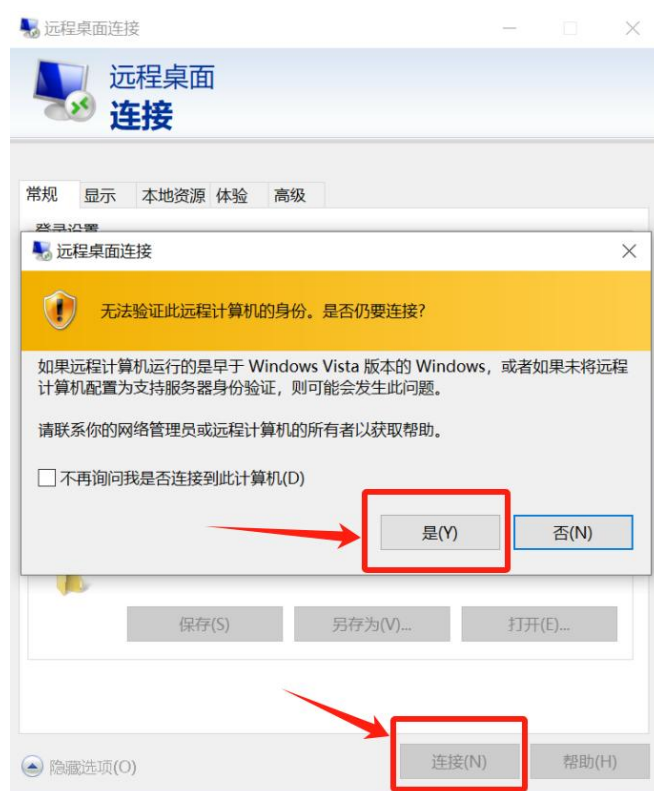 远程桌面连接
远程桌面
连接
常规 显示 本地资源 体验 高级
登录设置
远程桌面连接
无法验证此远程计算机的身份。是否仍要连接?
如果远程计算机运行的是早于 Windows Vista 版本的 Windows，或者如果未将远程
计算机配置为支持服务器身份验证，则可能会发生此问题。
请联系你的网络管理员或远程计算机的所有者以获取帮助。
不再询问我是否连接到此计算机(D)
是(Y) 否(N)
保存(S) 另存为(V)... 打开(E)...
隐藏选项(O) 连接(N) 帮助(H)